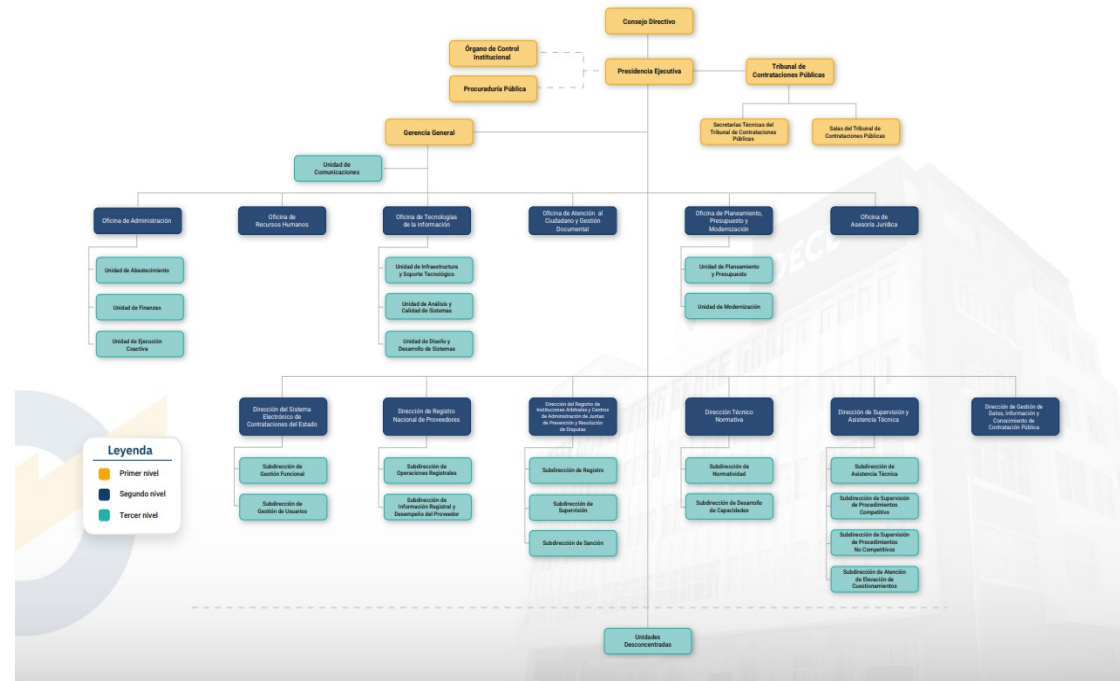 Consejo Directivo
Órgano de Control
Institucional
Presidencia Ejecutiva
Tribunal de
Contrataciones Públicas
Procuraduría Pública
Gerencia General
Secretarías Técnicas del
Tribunal de Contrataciones
Públicas
Salas del Tribunal de
Contrataciones Públicas
Unidad de
Comunicaciones
Oficina de Administración
Oficina de
Recursos Humanos
Oficina de Tecnologías
de la información
Oficina de Atención al
Ciudadano y Gestión
Documental
Oficina de Planeamiento,
Presupuesto y
Modernización
Oficina de
Asesoría Jurídica
Unidad de Abastecimiento
Unidad de Finanzas
Unidad de Ejecución
Coactiva
Unidad de Infraestructura
y Soporte Tecnológico
Unidad de Análisis y
Calidad de Sistemas
Unidad de Diseño y
Desarrollo de Sistemas
Unidad de Planeamiento
y Presupuesto
Unidad de Modernización
Dirección del Sistema
Electrónico de
Contrataciones del Estado
Dirección de Registro
Nacional de Proveedores
Dirección del Registro de
Instituciones Arbitrales y Centros
de Administración de Juntas
de Prevención y Resolución
de Disputas
Dirección Técnico
Normativa
Dirección de Supervisión y
Asistencia Técnica
Dirección de Gestión de
Datos, Información y
Conocimiento de
Contratación Pública
Subdirección de
Gestión Funcional
Subdirección de
Gestión de Usuarios
Subdirección de
Operaciones Registrales
Subdirección de
Información Registral y
Desempeño del Proveedor
Subdirección de Registro
Subdirección de
Supervisión
Subdirección de Sanción
Subdirección de
Normatividad
Subdirección de Desarrollo
de Capacidades
Subdirección de
Asistencia Técnica
Subdirección de Supervisión
de Procedimientos
Competitivo
Subdirección de Supervisión
de Procedimientos
No Competitivos
Subdirección de Atención
de Elevación de
Cuestionamientos
Leyenda
Primer nivel
Segundo nivel
Tercer nivel
Unidades
Desconcentradas